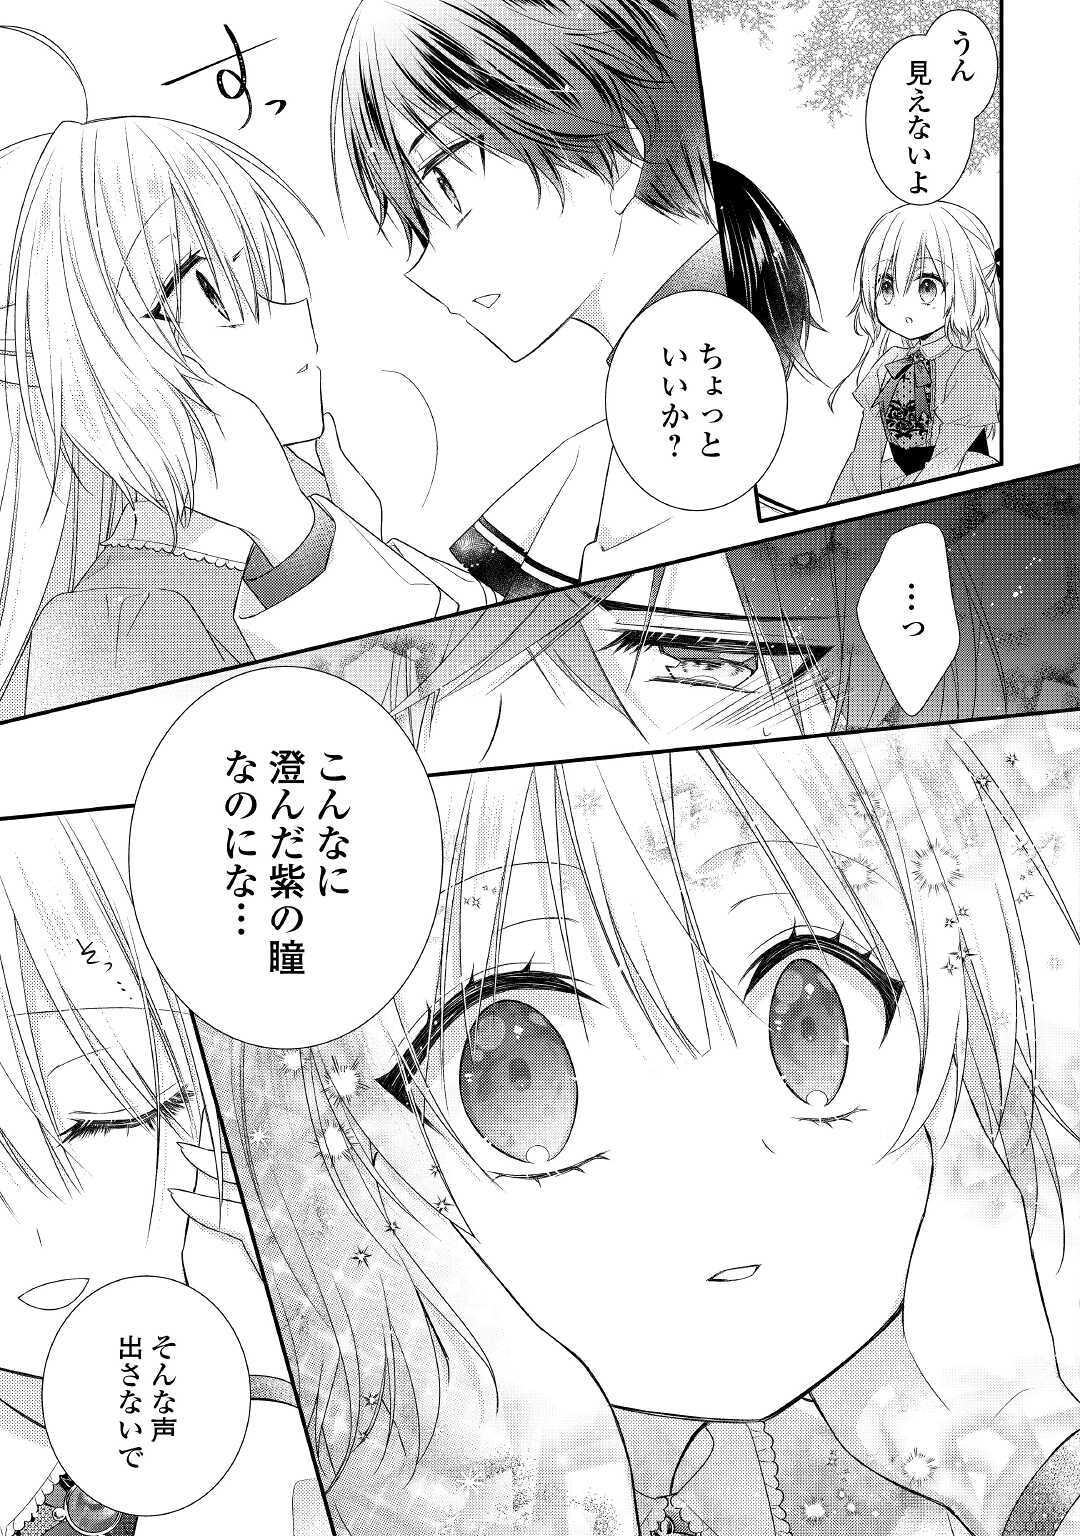 うん
見えないよ
ちょっと
いいか?
すっ
…っ
こんなに
澄んだ紫の瞳
なのにな…
そっ…
そんな声
出さないで